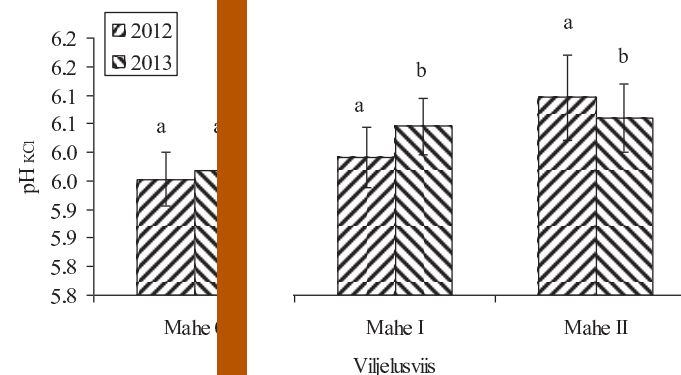 2012
2013
6.2
6.2
6.1
6.1
6.0
6.0
5.9
5.9
5.8
5.8
pH KCl
a
a
b
a
b
Mahe
Mahe I
Mahe II
Viljelusviis